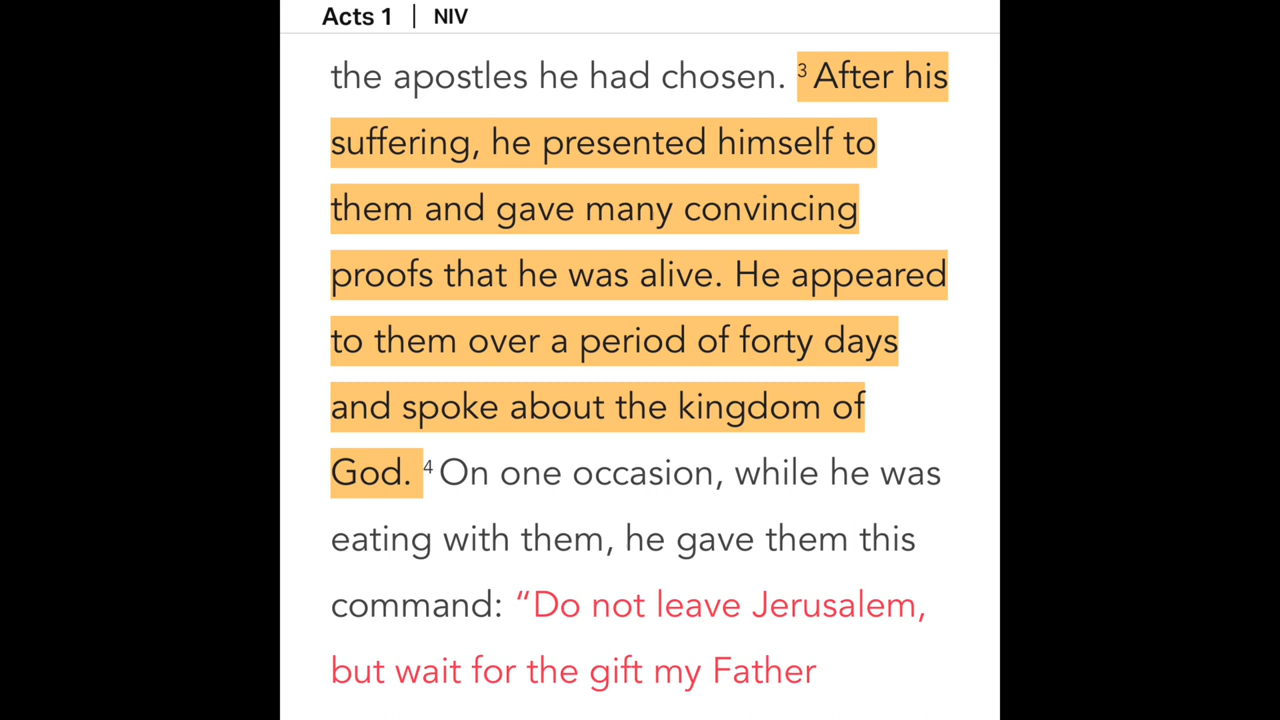 Acts 1 | NIV
the apostles he had chosen. 3 After his
suffering, he presented himself to
them and gave many convincing
proofs that he was alive. He appeared
to them over a period of forty days
and spoke about the kingdom of
God. 4 On one occasion, while he was
eating with them, he gave them this
command: “Do not leave Jerusalem,
but wait for the gift my Father